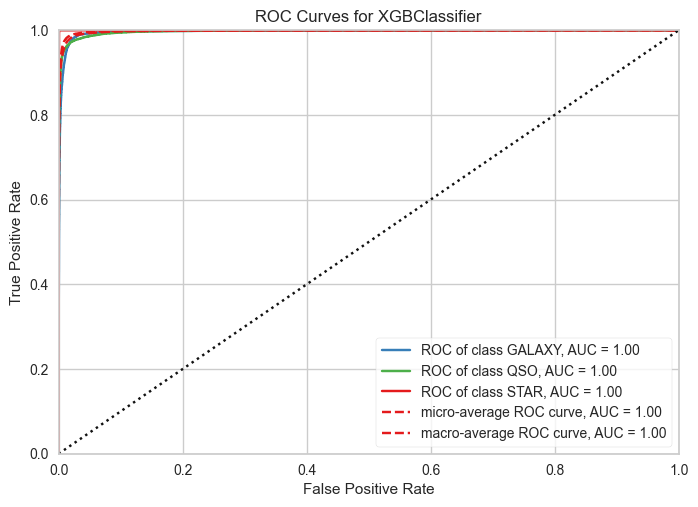 ROC Curves for XGBClassifier
1.0
0.8
0.6
0.4
0.2
0.0
True Positive Rate
ROC of class GALAXY, AUC = 1.00
ROC of class QSO, AUC = 1.00
ROC of class STAR, AUC = 1.00
micro-average ROC curve, AUC = 1.00
macro-average ROC curve, AUC = 1.00
0.0 0.2 0.4 0.6 0.8 1.0
False Positive Rate